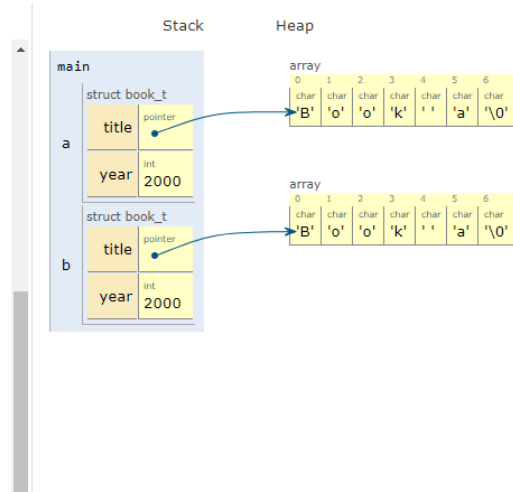 Stack Heap
main
array
0 1 2 3 4 5 6
char char char char char char char
'B' 'o' 'o' 'k' ' ' 'a' '\0'
struct book_t
a
title pointer
year int 2000
array
0 1 2 3 4 5 6
char char char char char char char
'B' 'o' 'o' 'k' ' ' 'a' '\0'
struct book_t
b
title pointer
year int 2000